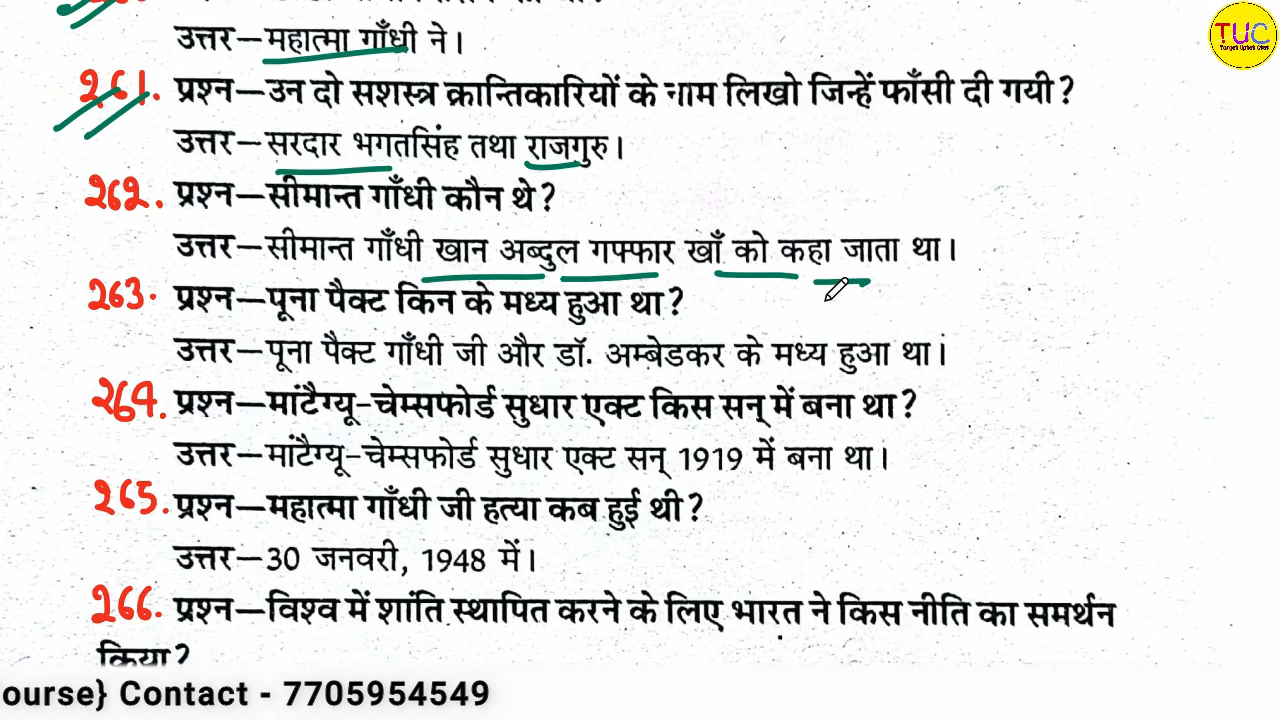 उत्तर–महात्मा गाँधी ने।
TUC
261. प्रश्न–उन दो सशस्त्र क्रान्तिकारियों के नाम लिखो जिन्हें फाँसी दी गयी?
उत्तर–सरदार भगतसिंह तथा राजगुरु।
262. प्रश्न–सीमान्त गाँधी कौन थे?
उत्तर–सीमान्त गाँधी खान अब्दुल गफ्फार खाँ को कहा जाता था।
263. प्रश्न–पूना पैक्ट किन के मध्य हुआ था?
उत्तर–पूना पैक्ट गाँधी जी और डॉ. अम्बेडकर के मध्य हुआ था।
264. प्रश्न–मांटैग्यू-चेम्सफोर्ड सुधार एक्ट किस सन् में बना था?
उत्तर–मांटैग्यू-चेम्सफोर्ड सुधार एक्ट सन् 1919 में बना था।
265. प्रश्न–महात्मा गाँधी जी हत्या कब हुई थी?
उत्तर–30 जनवरी, 1948 में।
266. प्रश्न–विश्व में शांति स्थापित करने के लिए भारत ने किस नीति का समर्थन
किया?
ourse} Contact - 7705954549